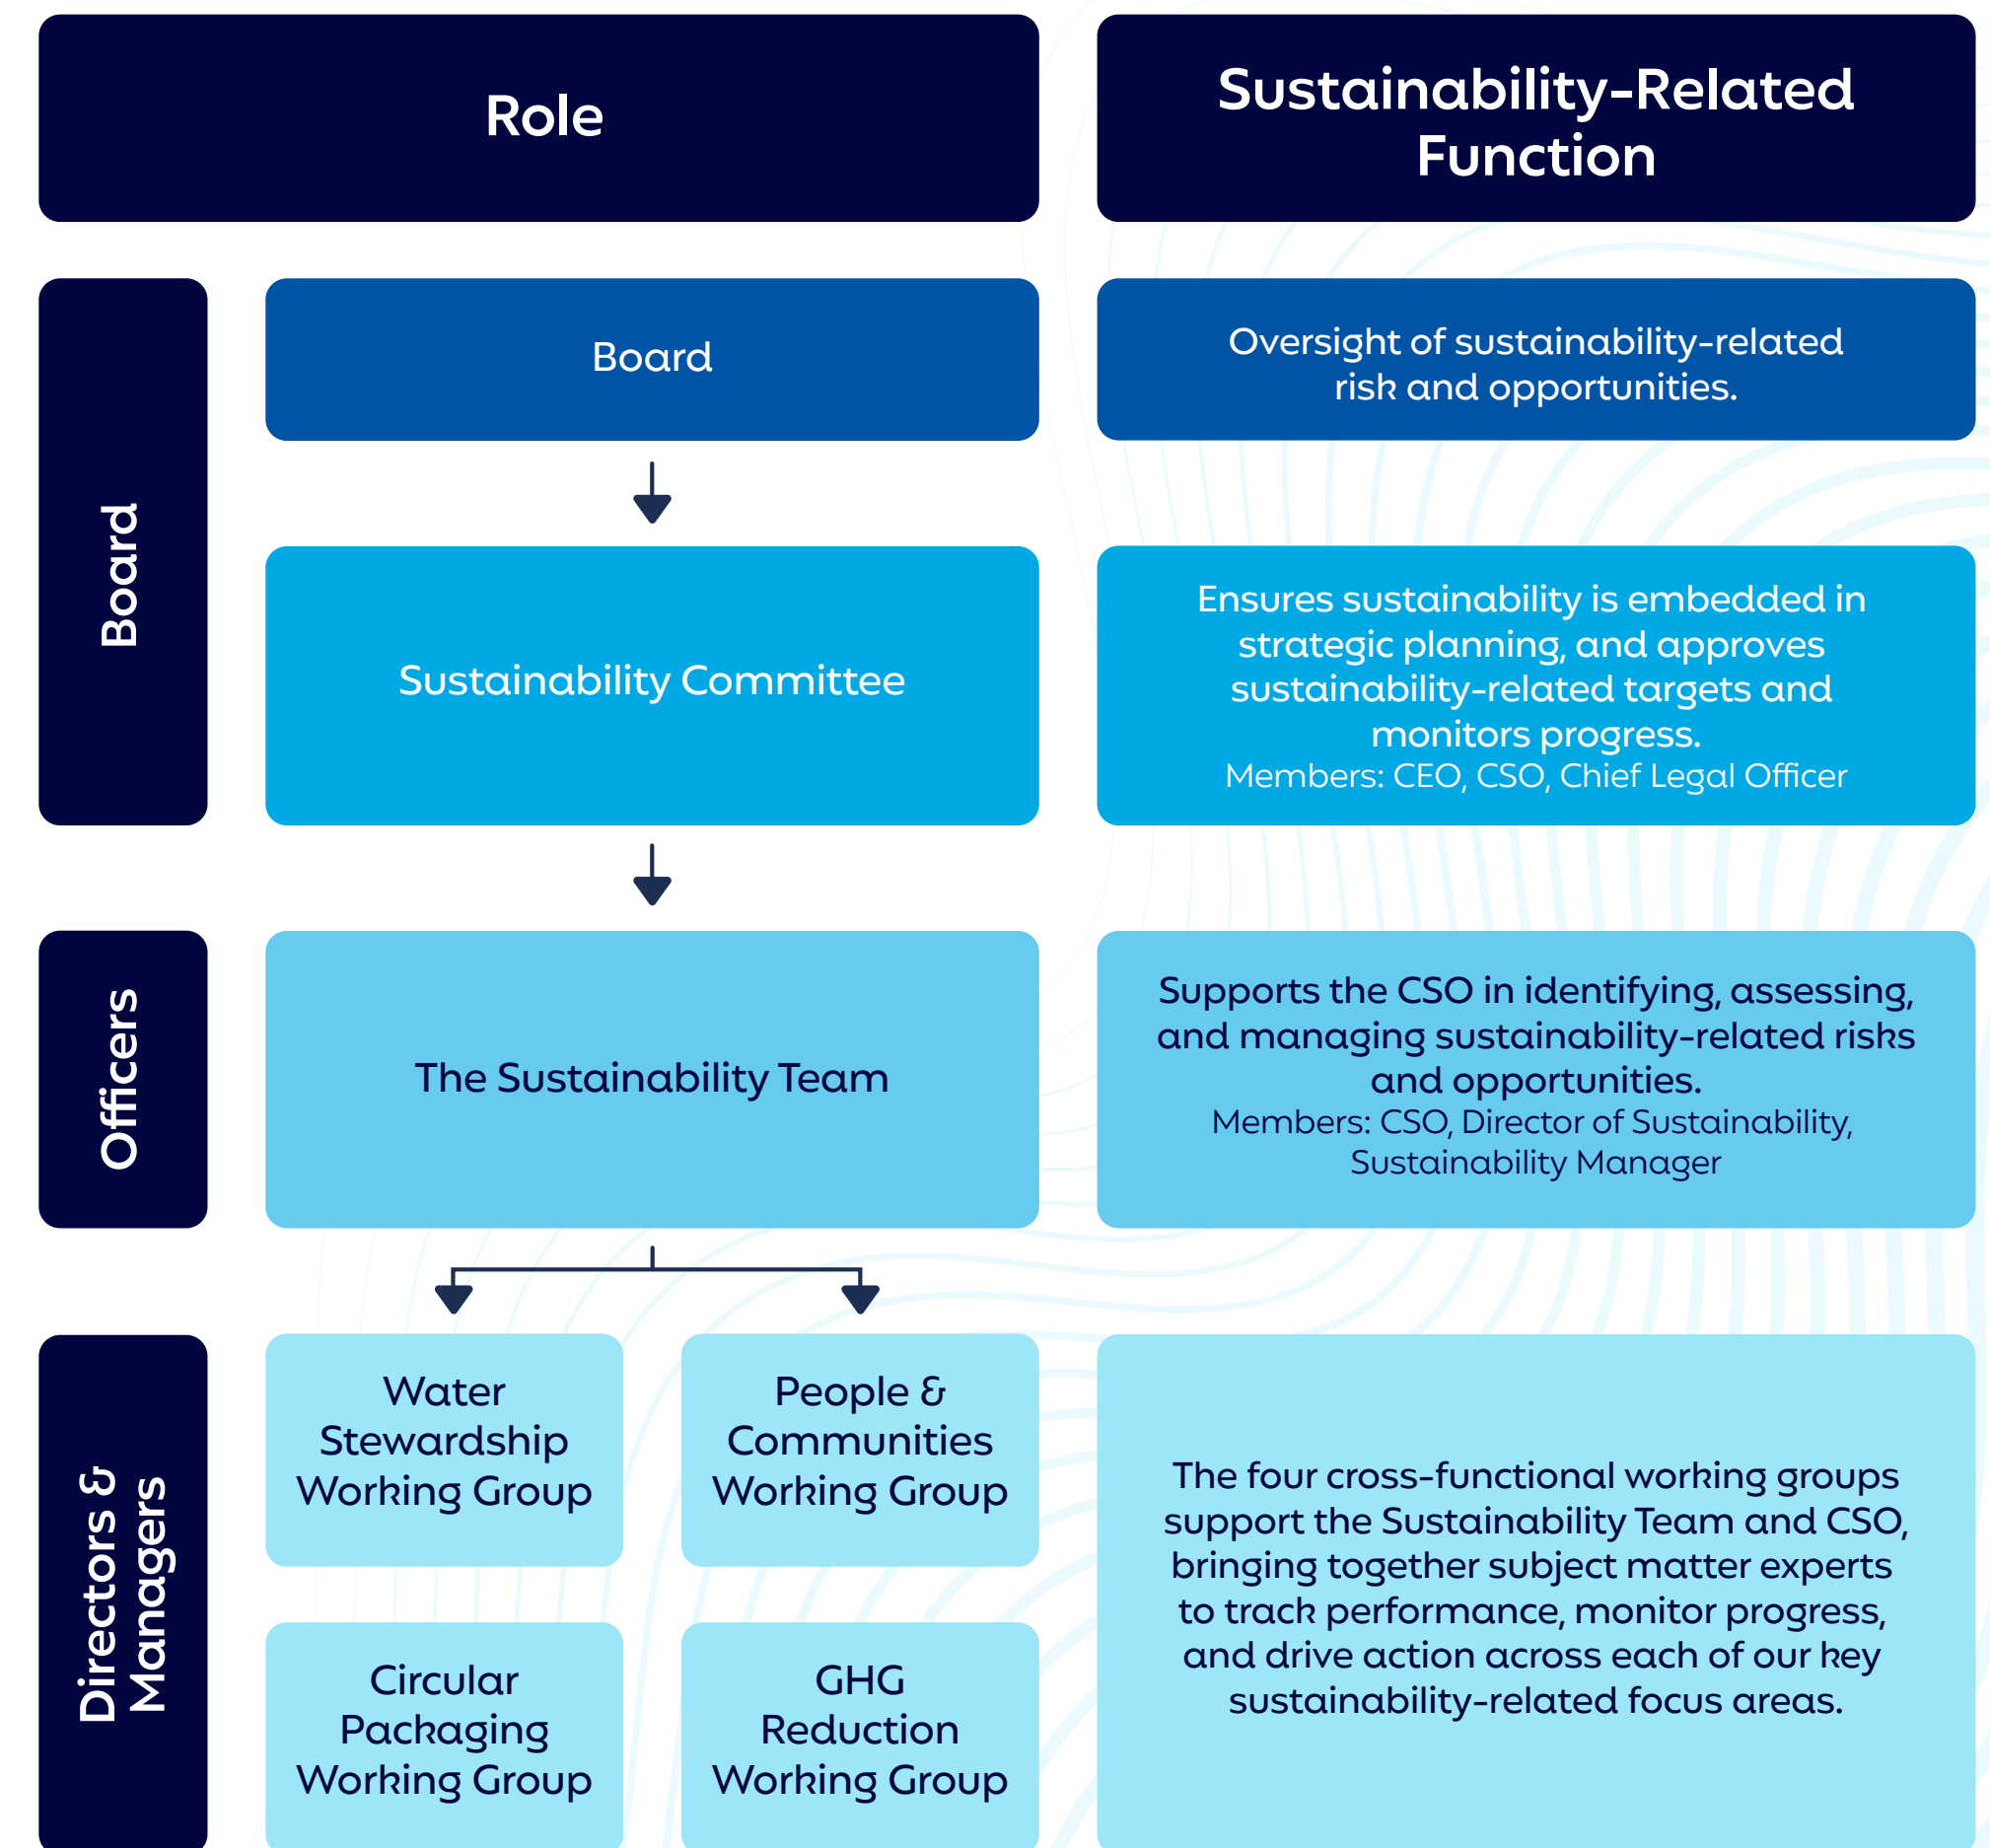 Role
Sustainability-Related
Function
Board
Board
Oversight of sustainability-related
risk and opportunities.
Sustainability Committee
Ensures sustainability is embedded in
strategic planning, and approves
sustainability-related targets and
monitors progress.
Members: CEO, CSO, Chief Legal Officer
Officers
The Sustainability Team
Supports the CSO in identifying, assessing,
and managing sustainability-related risks
and opportunities.
Members: CSO, Director of Sustainability,
Sustainability Manager
Directors &
Managers
Water
Stewardship
Working Group
People &
Communities
Working Group
Circular
Packaging
Working Group
GHG
Reduction
Working Group
The four cross-functional working groups
support the Sustainability Team and CSO,
bringing together subject matter experts
to track performance, monitor progress,
and drive action across each of our key
sustainability-related focus areas.